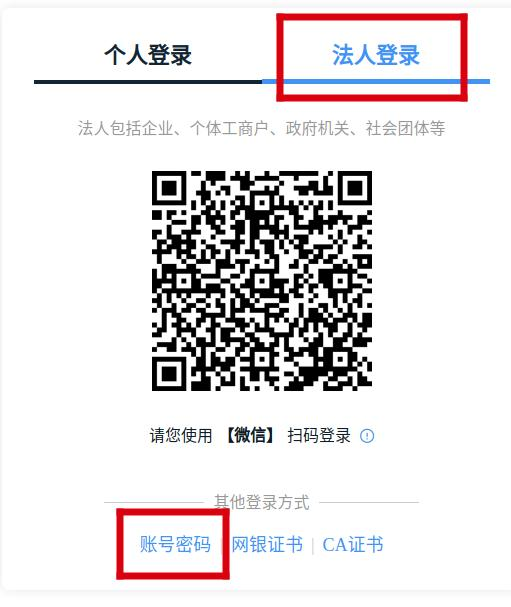 个人登录 法人登录
法人包括企业、个体工商户、政府机关、社会团体等
请您使用 【微信】 扫码登录
其他登录方式
账号密码 | 网银证书 | CA证书